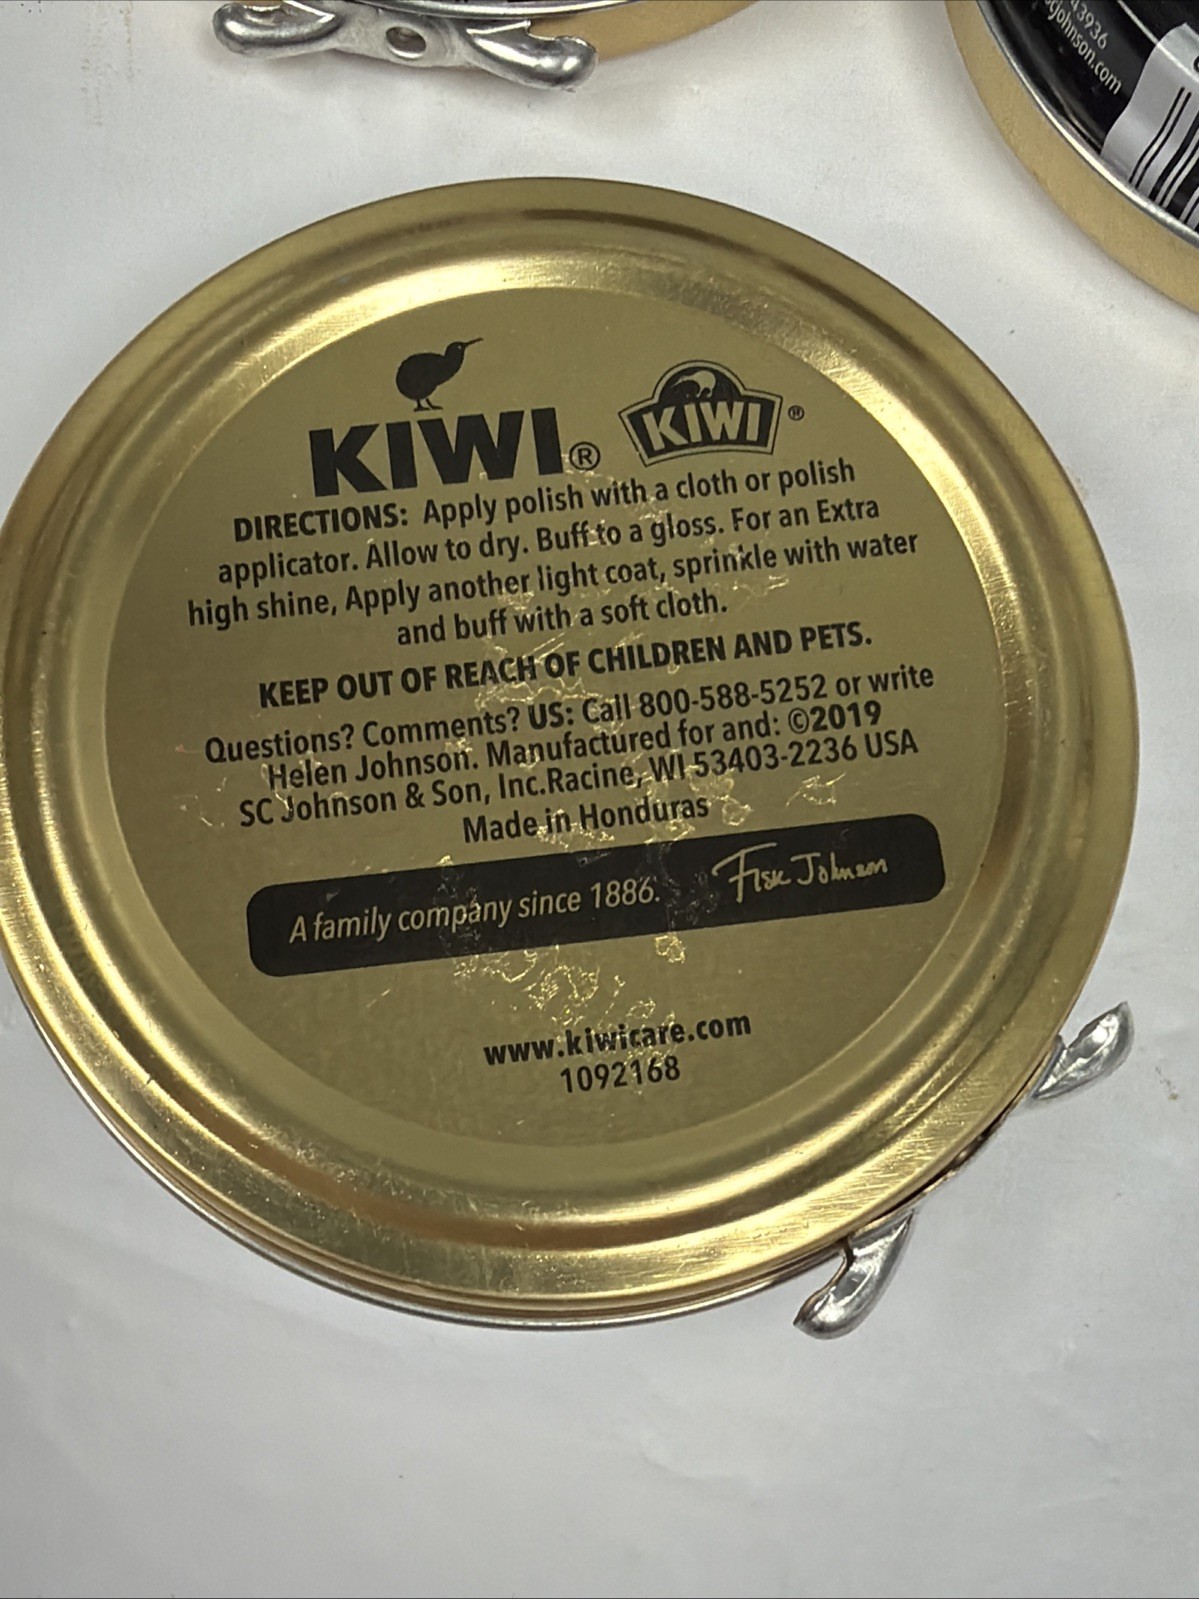 43936
johnson.com
KIWI®
KIWI®
DIRECTIONS: Apply polish with a cloth or polish
applicator. Allow to dry. Buff to a gloss. For an Extra
high shine, Apply another light coat, sprinkle with water
and buff with a soft cloth.
KEEP OUT OF REACH OF CHILDREN AND PETS.
Questions? Comments? US: Call 800-588-5252 or write
Helen Johnson. Manufactured for and: ©2019
SC Johnson & Son, Inc.Racine, WI 53403-2236 USA
Made in Honduras
A family company since 1886. Fisk Johnson
www.kiwicare.com
1092168